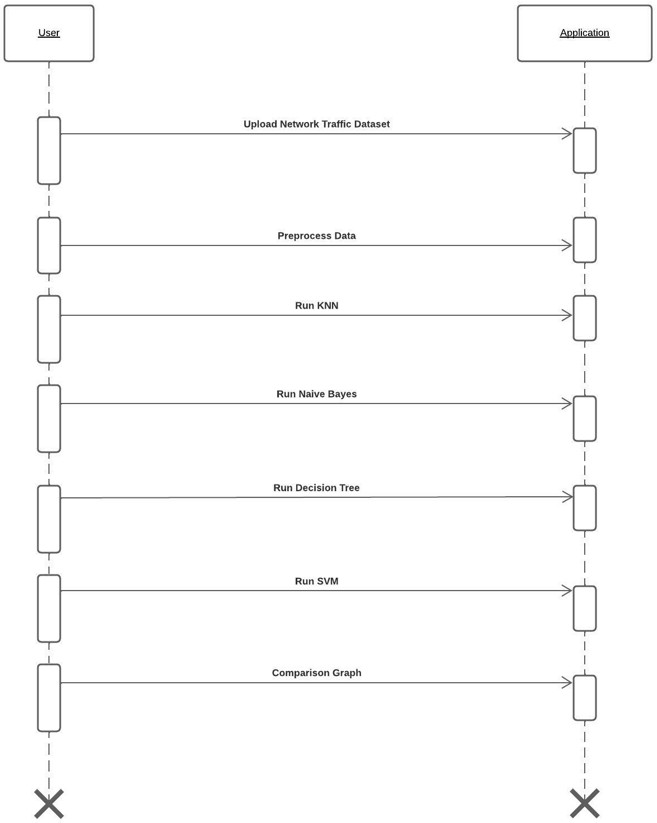 User
Application
Upload Network Traffic Dataset
Preprocess Data
Run KNN
Run Naive Bayes
Run Decision Tree
Run SVM
Comparison Graph